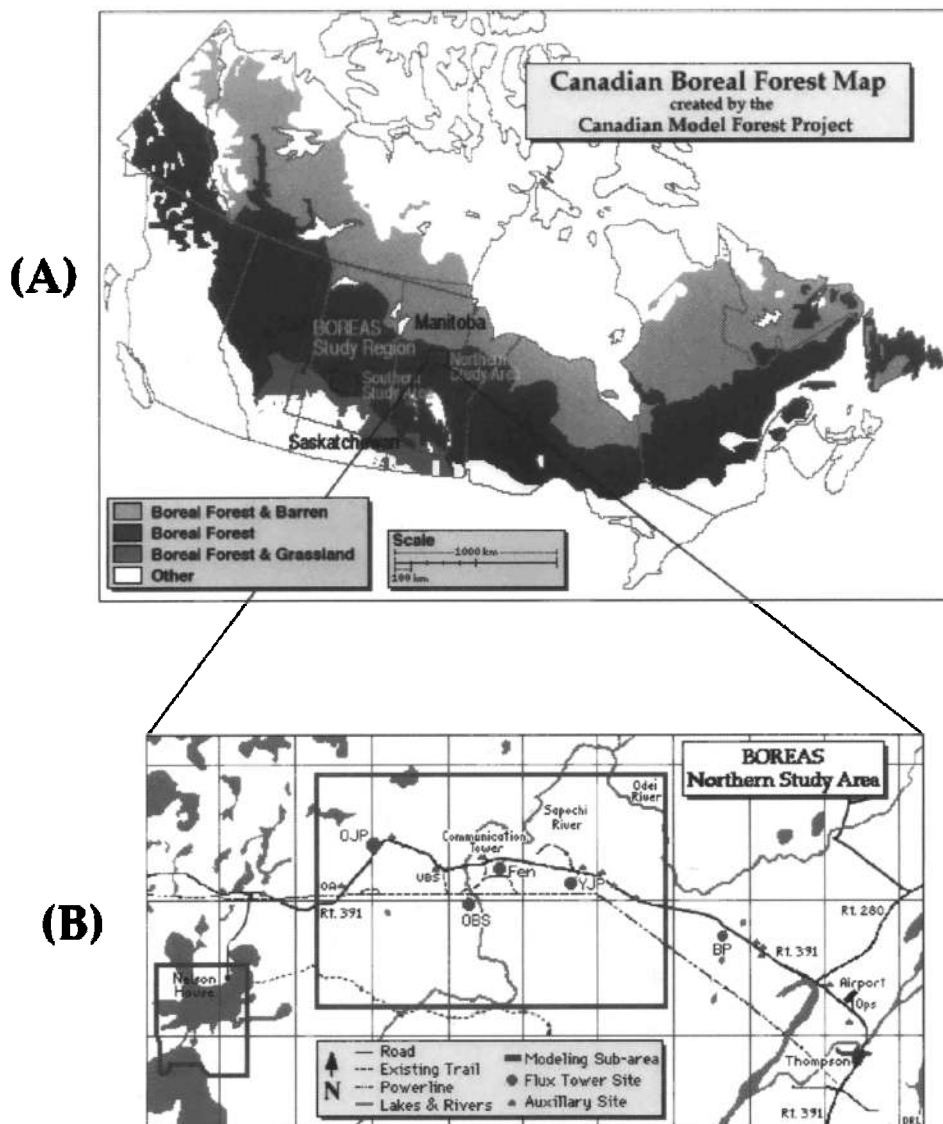 Canadian Boreal Forest Map
created by the
Canadian Model Forest Project
(A)
BOREAS
Study Region
Manitoba
Northern
Study Area
Southern
Study Area
Saskatchewan
Boreal Forest & Barren
Boreal Forest
Boreal Forest & Grassland
Other
Scale
1000 km
100 km
(B)
BOREAS
Northern Study Area
Odei
River
Sapochi
River
OJP
Communication
Tower
UBS
Fen
YJP
OA
OBS
Rt. 391
Rt. 280
BP
Rt. 391
Nelson
House
Airport
Ops
Thompson
Rt. 391
N
Road
Existing Trail
Powerline
Lakes & Rivers
Modeling Sub-area
Flux Tower Site
Auxillary Site
DRL